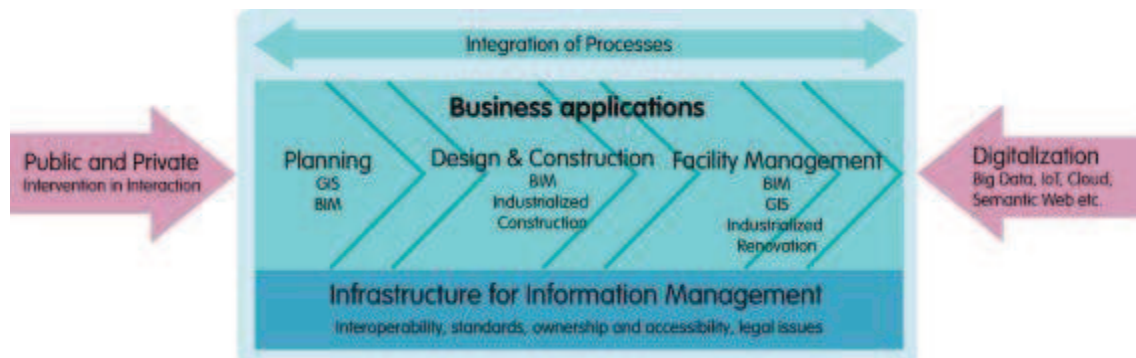 Integration of Processes
Business applications
Public and Private
Intervention in Interaction
Planning
GIS
BIM
Design & Construction
BIM
Industrialized
Construction
Facility Management
BIM
GIS
Industrialized
Renovation
Digitalization
Big Data, IoT, Cloud,
Semantic Web etc.
Infrastructure for Information Management
Interoperability, standards, ownership and accessibility, legal issues